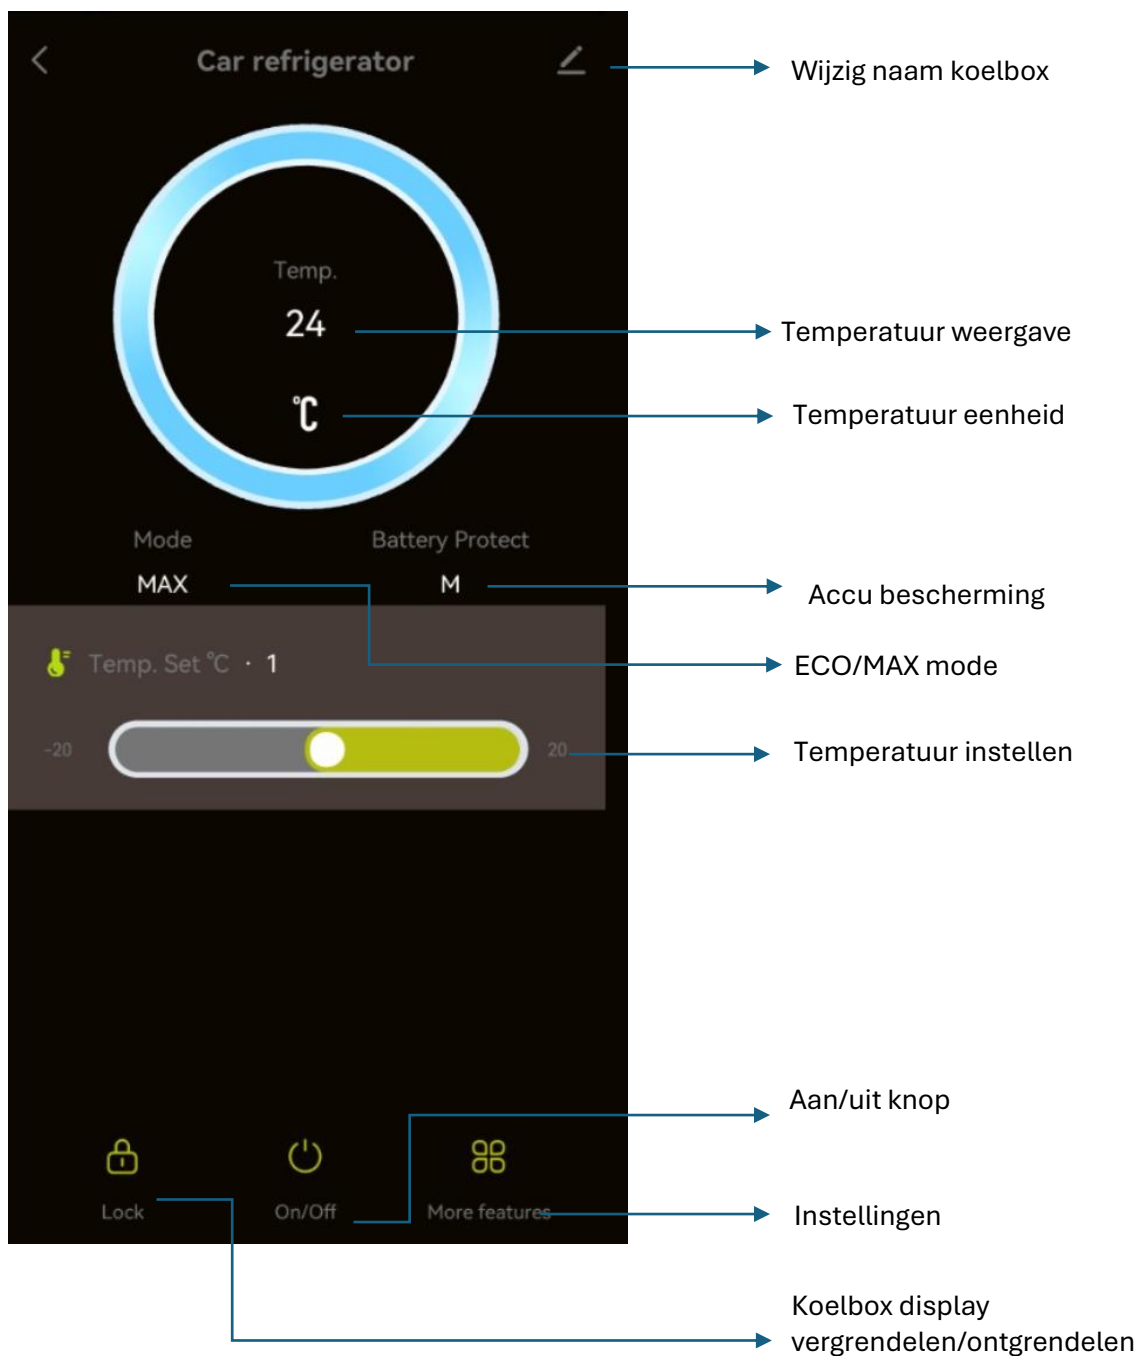 Car refrigerator
Wijzig naam koelbox
Temp.
24
Temperatuur weergave
°C
Temperatuur eenheid
Mode
Battery Protect
MAX
M
Accu bescherming
Temp. Set °C · 1
ECO/MAX mode
-20
20
Temperatuur instellen
Aan/uit knop
Lock
On/Off
More features
Instellingen
Koelbox display
vergrendelen/ontgrendelen